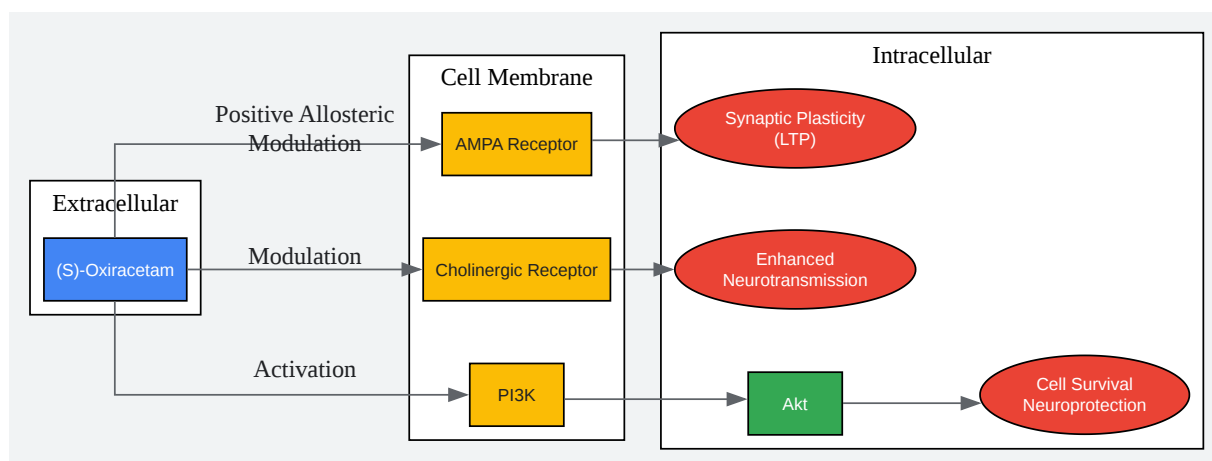 Intracellular
Cell Membrane
Positive Allosteric
Modulation
AMPA Receptor
Synaptic Plasticity
(LTP)
Extracellular
(S)-Oxiracetam
Modulation
Cholinergic Receptor
Enhanced
Neurotransmission
Activation
PI3K
Akt
Cell Survival
Neuroprotection